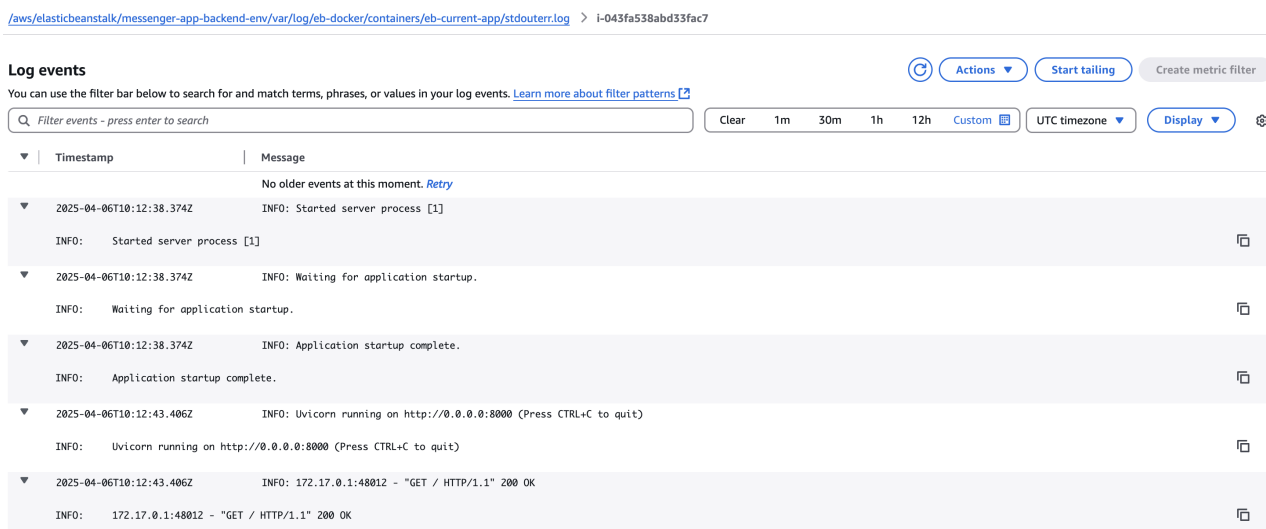 /aws/elasticbeanstalk/messenger-app-backend-env/var/log/eb-docker/containers/eb-current-app/stdouterr.log > i-043fa538abd33fac7
Log events
Actions
Start tailing
Create metric filter
You can use the filter bar below to search for and match terms, phrases, or values in your log events. Learn more about filter patterns
Filter events - press enter to search
Clear 1m 30m 1h 12h Custom
UTC timezone
Display
Timestamp Message
No older events at this moment. Retry
2025-04-06T10:12:38.374Z INFO: Started server process [1]
INFO: Started server process [1]
2025-04-06T10:12:38.374Z INFO: Waiting for application startup.
INFO: Waiting for application startup.
2025-04-06T10:12:38.374Z INFO: Application startup complete.
INFO: Application startup complete.
2025-04-06T10:12:43.406Z INFO: Uvicorn running on http://0.0.0.0:8000 (Press CTRL+C to quit)
INFO: Uvicorn running on http://0.0.0.0:8000 (Press CTRL+C to quit)
2025-04-06T10:12:43.406Z INFO: 172.17.0.1:48012 - "GET / HTTP/1.1" 200 OK
INFO: 172.17.0.1:48012 - "GET / HTTP/1.1" 200 OK